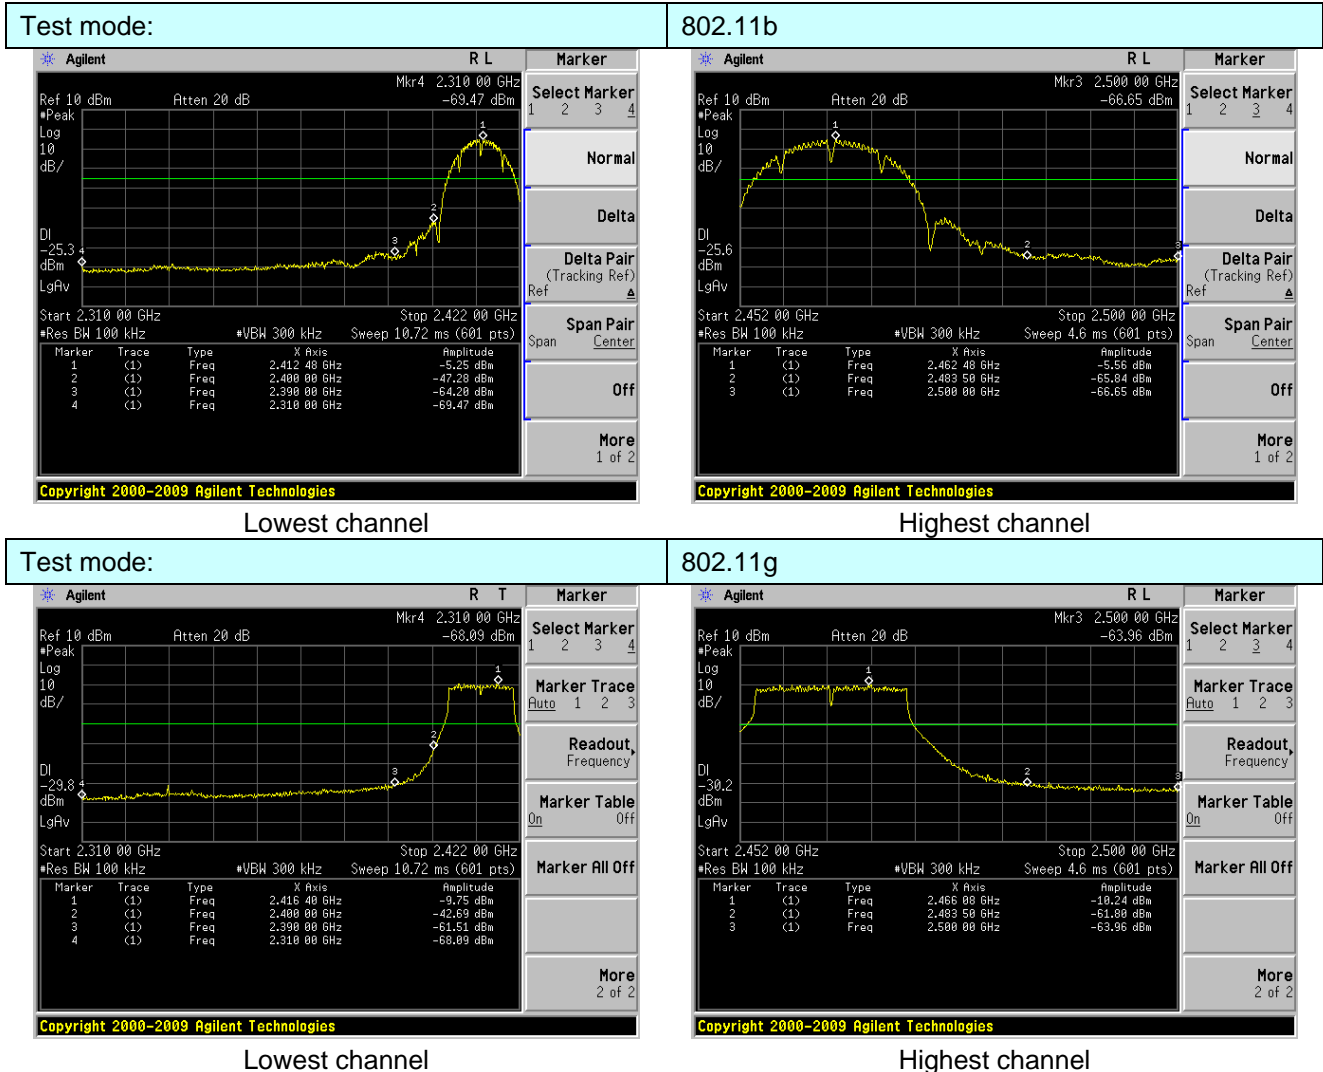 Test mode: 802.11b
Agilent R L Marker
Mkr4 2.310 00 GHz
Ref 10 dBm Atten 20 dB -69.47 dBm
#Peak
Log
10
dB/
DI
-25.3
dBm
LgAv
1
2
3
4
Start 2.310 00 GHz Stop 2.422 00 GHz
#Res BW 100 kHz #VBW 300 kHz Sweep 10.72 ms (601 pts)
Marker Trace Type X Axis Amplitude
1 (1) Freq 2.412 48 GHz -5.25 dBm
2 (1) Freq 2.400 00 GHz -47.28 dBm
3 (1) Freq 2.390 00 GHz -64.20 dBm
4 (1) Freq 2.310 00 GHz -69.47 dBm
Select Marker
1 2 3 4
Normal
Delta
Delta Pair
(Tracking Ref)
Ref Δ
Span Pair
Span Center
Off
More
1 of 2
Copyright 2000-2009 Agilent Technologies
Lowest channel
Agilent R L Marker
Mkr3 2.500 00 GHz
Ref 10 dBm Atten 20 dB -66.65 dBm
#Peak
Log
10
dB/
DI
-25.6
dBm
LgAv
1
2
3
Start 2.452 00 GHz Stop 2.500 00 GHz
#Res BW 100 kHz #VBW 300 kHz Sweep 4.6 ms (601 pts)
Marker Trace Type X Axis Amplitude
1 (1) Freq 2.462 48 GHz -5.56 dBm
2 (1) Freq 2.483 50 GHz -65.84 dBm
3 (1) Freq 2.500 00 GHz -66.65 dBm
Select Marker
1 2 3 4
Normal
Delta
Delta Pair
(Tracking Ref)
Ref Δ
Span Pair
Span Center
Off
More
1 of 2
Copyright 2000-2009 Agilent Technologies
Highest channel
Test mode: 802.11g
Agilent R T Marker
Mkr4 2.310 00 GHz
Ref 10 dBm Atten 20 dB -68.09 dBm
#Peak
Log
10
dB/
DI
-29.8
dBm
LgAv
1
2
3
4
Start 2.310 00 GHz Stop 2.422 00 GHz
#Res BW 100 kHz #VBW 300 kHz Sweep 10.72 ms (601 pts)
Marker Trace Type X Axis Amplitude
1 (1) Freq 2.416 40 GHz -9.75 dBm
2 (1) Freq 2.400 00 GHz -42.69 dBm
3 (1) Freq 2.390 00 GHz -61.51 dBm
4 (1) Freq 2.310 00 GHz -68.09 dBm
Select Marker
1 2 3 4
Marker Trace
Auto 1 2 3
Readout
Frequency
Marker Table
On Off
Marker All Off
More
2 of 2
Copyright 2000-2009 Agilent Technologies
Lowest channel
Agilent R L Marker
Mkr3 2.500 00 GHz
Ref 10 dBm Atten 20 dB -63.96 dBm
#Peak
Log
10
dB/
DI
-30.2
dBm
LgAv
1
2
3
Start 2.452 00 GHz Stop 2.500 00 GHz
#Res BW 100 kHz #VBW 300 kHz Sweep 4.6 ms (601 pts)
Marker Trace Type X Axis Amplitude
1 (1) Freq 2.466 08 GHz -10.24 dBm
2 (1) Freq 2.483 50 GHz -61.80 dBm
3 (1) Freq 2.500 00 GHz -63.96 dBm
Select Marker
1 2 3 4
Marker Trace
Auto 1 2 3
Readout
Frequency
Marker Table
On Off
Marker All Off
More
2 of 2
Copyright 2000-2009 Agilent Technologies
Highest channel